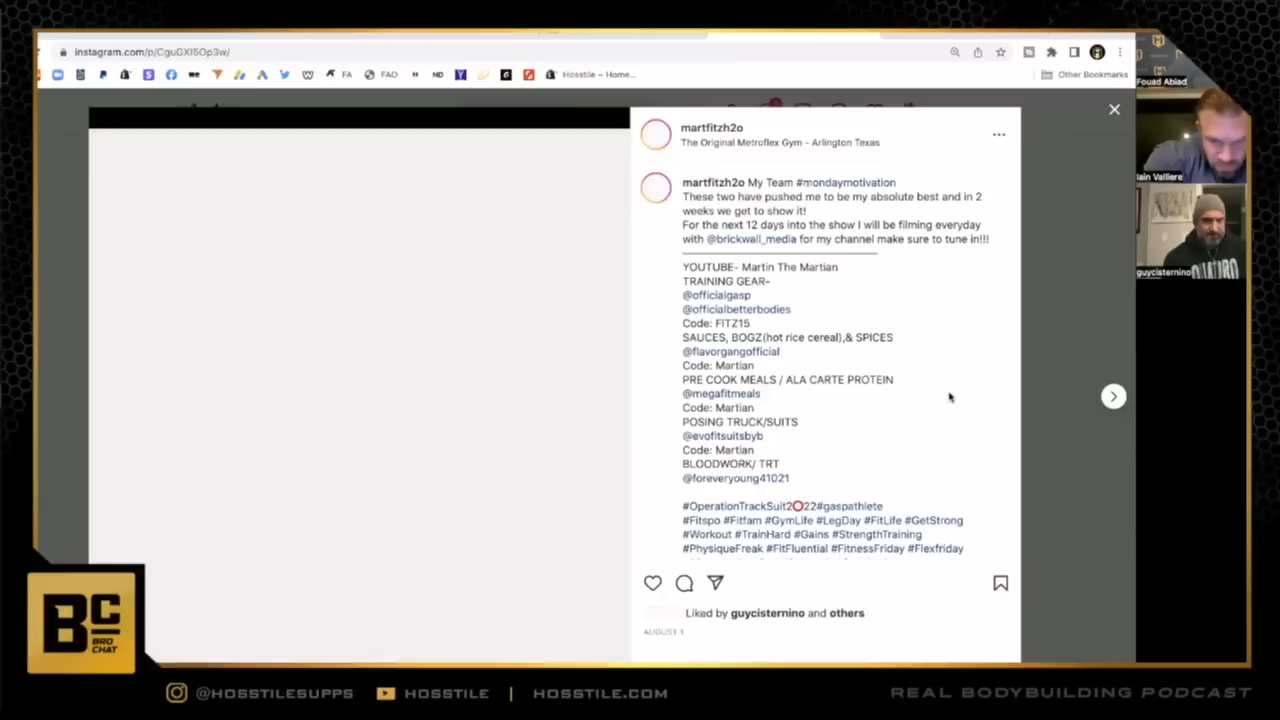 instagram.com/p/CguGXI5Op3w/
FA
FAO
ND
Hosstile – Home...
Other Bookmarks
Fouad Abiad
martfitzh2o
The Original Metroflex Gym - Arlington Texas
martfitzh2o My Team #mondaymotivation
These two have pushed me to be my absolute best and in 2
weeks we get to show it!
For the next 12 days into the show I will be filming everyday
with @brickwall_media for my channel make sure to tune in!!!
YOUTUBE- Martin The Martian
TRAINING GEAR-
@officialgasp
@officialbetterbodies
Code: FITZ15
SAUCES, BOGZ(hot rice cereal),& SPICES
@flavorgangofficial
Code: Martian
PRE COOK MEALS / ALA CARTE PROTEIN
@megafitmeals
Code: Martian
POSING TRUCK/SUITS
@evofitsuitsbyb
Code: Martian
BLOODWORK/ TRT
@foreveryoung41021
#OperationTrackSuit2⭕22#gaspathlete
#Fitspo #Fitfam #GymLife #LegDay #FitLife #GetStrong
#Workout #TrainHard #Gains #StrengthTraining
#PhysiqueFreak #FitFluential #FitnessFriday #Flexfriday
Liked by guycisternino and others
AUGUST 1
Iain Valliere
guycisternino
BC
BRO
CHAT
@HOSSTILESUPPS
HOSSTILE
|
HOSSTILE.COM
REAL BODYBUILDING PODCAST